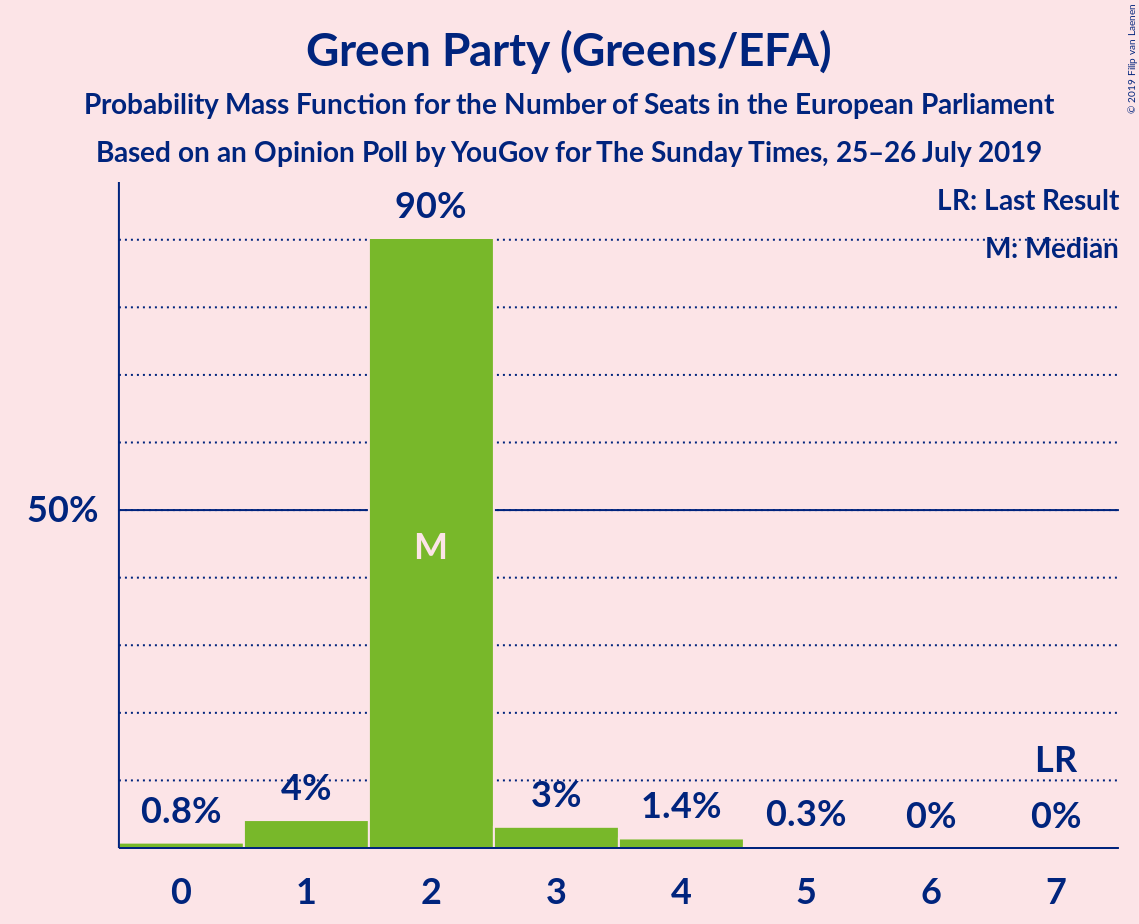 Green Party (Greens/EFA)
Probability Mass Function for the Number of Seats in the European Parliament
Based on an Opinion Poll by YouGov for The Sunday Times, 25–26 July 2019
© 2019 Filip van Laenen
LR: Last Result
M: Median
90%
50%
M
LR
0.8% 4% 3% 1.4% 0.3% 0% 0%
0 1 2 3 4 5 6 7